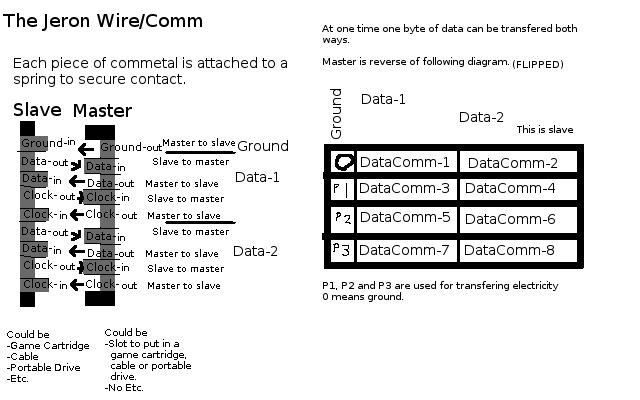 The Jeron Wire/Comm
Each piece of commetal is attached to a
spring to secure contact.
Slave Master
Ground-in Ground-out Master to slave Ground
Data-out Data-in Slave to master
Data-in Data-out Master to slave Data-1
Clock-out Clock-in Slave to master
Clock-in Clock-out Master to slave
Data-out Data-in Slave to master
Data-in Data-out Master to slave Data-2
Clock-out Clock-in Slave to master
Clock-in Clock-out Master to slave
Could be
-Game Cartridge
-Cable
-Portable Drive
-Etc.
Could be
-Slot to put in a
game cartridge,
cable or portable
drive.
-No Etc.
At one time one byte of data can be transfered both
ways.
Master is reverse of following diagram. (FLIPPED)
Ground Data-1 Data-2
This is slave
O DataComm-1 DataComm-2
P1 DataComm-3 DataComm-4
P2 DataComm-5 DataComm-6
P3 DataComm-7 DataComm-8
P1, P2 and P3 are used for transfering electricity
0 means ground.